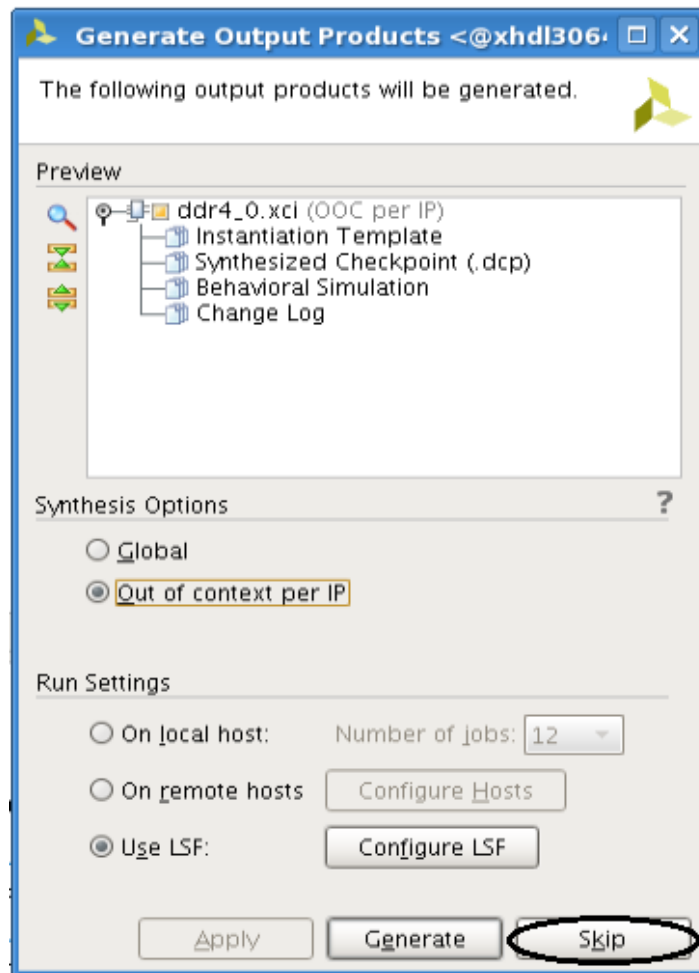 Generate Output Products <@xhdl306
The following output products will be generated.
Preview
ddr4_0.xci (OOC per IP)
Instantiation Template
Synthesized Checkpoint (.dcp)
Behavioral Simulation
Change Log
Synthesis Options ?
Global
Out of context per IP
Run Settings
On local host: Number of jobs: 12
On remote hosts Configure Hosts
Use LSF: Configure LSF
Apply Generate Skip